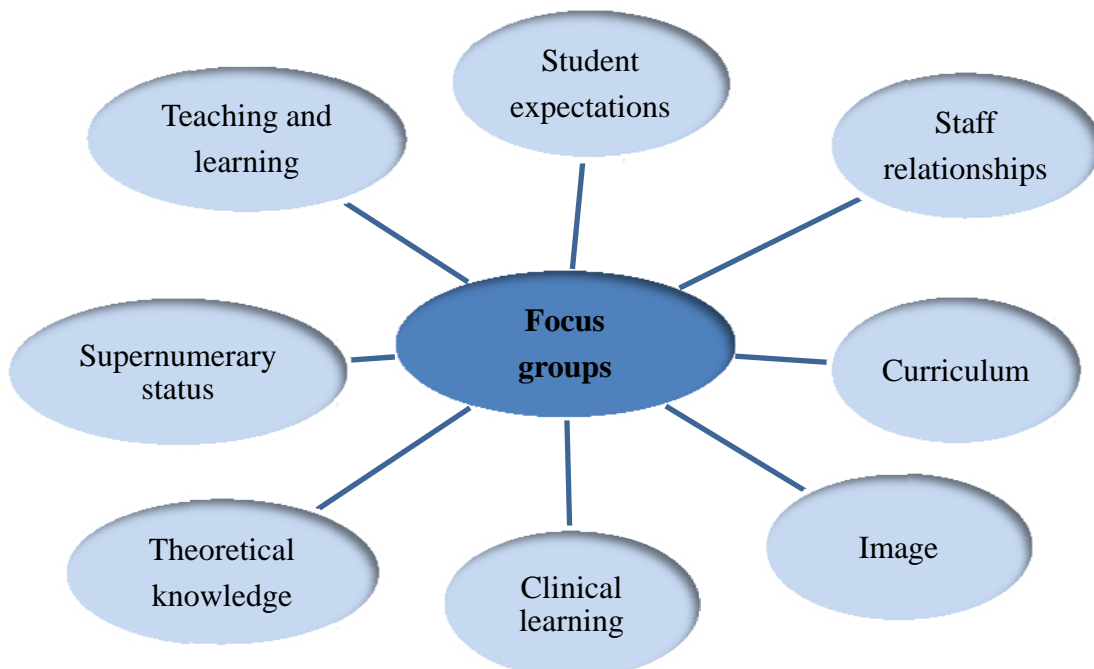 Student
expectations
Teaching and
learning
Staff
relationships
Focus
groups
Supernumerary
status
Curriculum
Theoretical
knowledge
Clinical
learning
Image